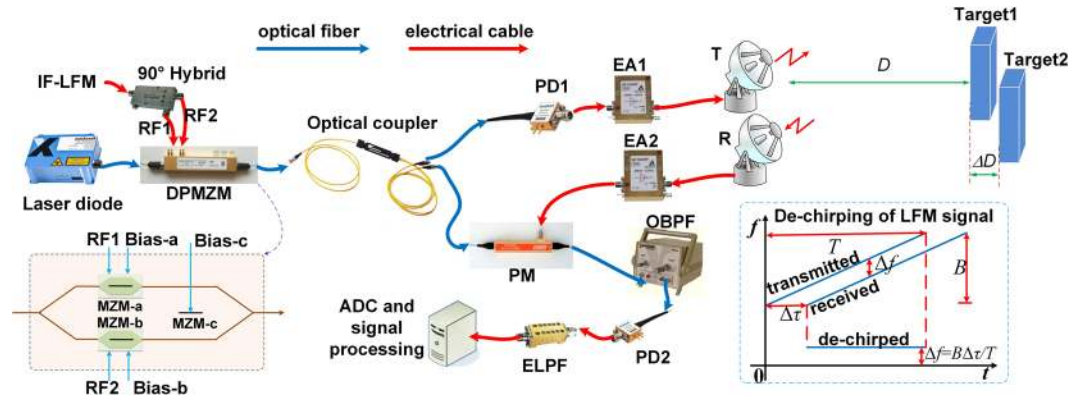 optical fiber
electrical cable
IF-LFM
90° Hybrid
RF1
RF2
Laser diode
DPMZM
Optical coupler
PD1
EA1
T
EA2
R
D
Target1
Target2
ΔD
PM
OBPF
PD2
ELPF
ADC and
signal
processing
RF1 Bias-a Bias-c
MZM-a
MZM-b
MZM-c
RF2 Bias-b
De-chirping of LFM signal
f
T
transmitted
Δf
B
received
Δτ
de-chirped
Δf=BΔτ/T
0
t